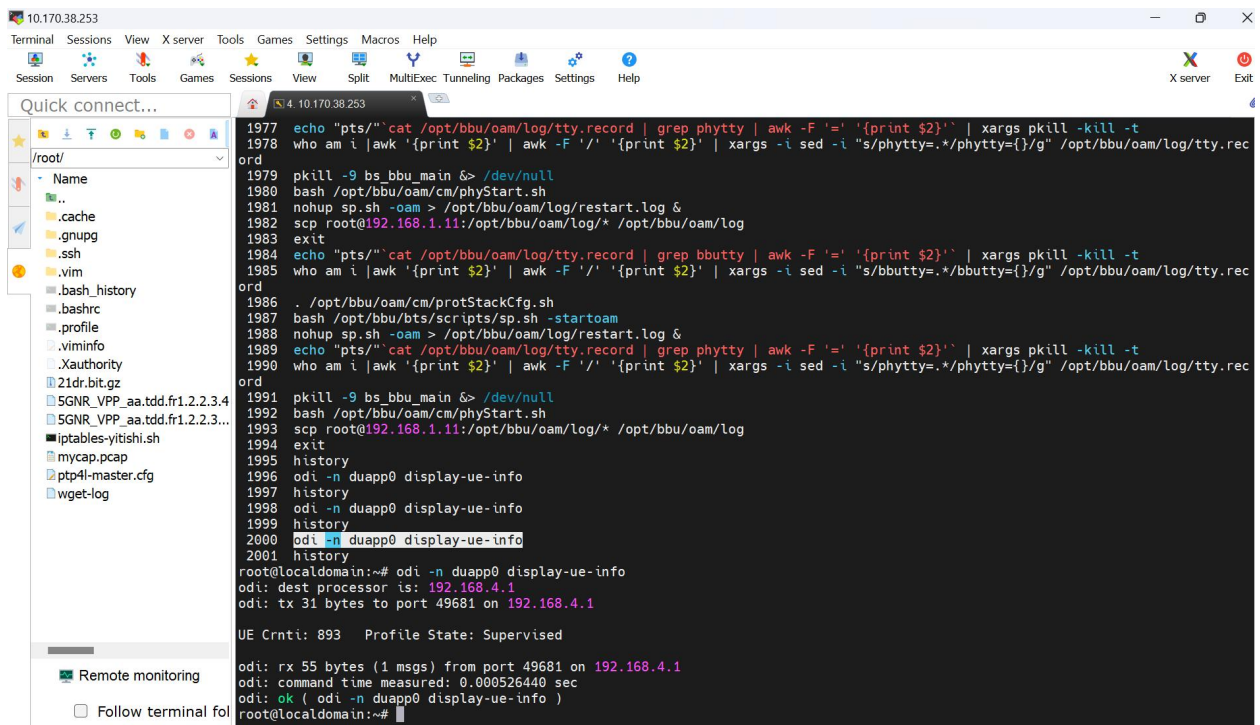 10.170.38.253
Terminal Sessions View X server Tools Games Settings Macros Help
Session Servers Tools Games Sessions View Split MultiExec Tunneling Packages Settings Help X server Exit
Quick connect...
4. 10.170.38.253
/root/
Name
..
.cache
.gnupg
.ssh
.vim
.bash_history
.bashrc
.profile
.viminfo
.Xauthority
21dr.bit.gz
5GNR_VPP_aa.tdd.fr1.2.2.3.4
5GNR_VPP_aa.tdd.fr1.2.2.3...
iptables-yitishi.sh
mycap.pcap
ptp4l-master.cfg
wget-log
Remote monitoring
Follow terminal fol
1977 echo "pts/"`cat /opt/bbu/oam/log/tty.record | grep phytty | awk -F '=' '{print $2}'` | xargs pkill -kill -t
1978 who am i |awk '{print $2}' | awk -F '/' '{print $2}' | xargs -i sed -i "s/phytty=.*/phytty={}/g" /opt/bbu/oam/log/tty.rec
ord
1979 pkill -9 bs_bbu_main &> /dev/null
1980 bash /opt/bbu/oam/cm/phyStart.sh
1981 nohup sp.sh -oam > /opt/bbu/oam/log/restart.log &
1982 scp root@192.168.1.11:/opt/bbu/oam/log/* /opt/bbu/oam/log
1983 exit
1984 echo "pts/"`cat /opt/bbu/oam/log/tty.record | grep bbutty | awk -F '=' '{print $2}'` | xargs pkill -kill -t
1985 who am i |awk '{print $2}' | awk -F '/' '{print $2}' | xargs -i sed -i "s/bbutty=.*/bbutty={}/g" /opt/bbu/oam/log/tty.rec
ord
1986 . /opt/bbu/oam/cm/protStackCfg.sh
1987 bash /opt/bbu/bts/scripts/sp.sh -startoam
1988 nohup sp.sh -oam > /opt/bbu/oam/log/restart.log &
1989 echo "pts/"`cat /opt/bbu/oam/log/tty.record | grep phytty | awk -F '=' '{print $2}'` | xargs pkill -kill -t
1990 who am i |awk '{print $2}' | awk -F '/' '{print $2}' | xargs -i sed -i "s/phytty=.*/phytty={}/g" /opt/bbu/oam/log/tty.rec
ord
1991 pkill -9 bs_bbu_main &> /dev/null
1992 bash /opt/bbu/oam/cm/phyStart.sh
1993 scp root@192.168.1.11:/opt/bbu/oam/log/* /opt/bbu/oam/log
1994 exit
1995 history
1996 odi -n duapp0 display-ue-info
1997 history
1998 odi -n duapp0 display-ue-info
1999 history
2000 odi -n duapp0 display-ue-info
2001 history
root@localdomain:~# odi -n duapp0 display-ue-info
odi: dest processor is: 192.168.4.1
odi: tx 31 bytes to port 49681 on 192.168.4.1
UE Crnti: 893 Profile State: Supervised
odi: rx 55 bytes (1 msgs) from port 49681 on 192.168.4.1
odi: command time measured: 0.000526440 sec
odi: ok ( odi -n duapp0 display-ue-info )
root@localdomain:~#